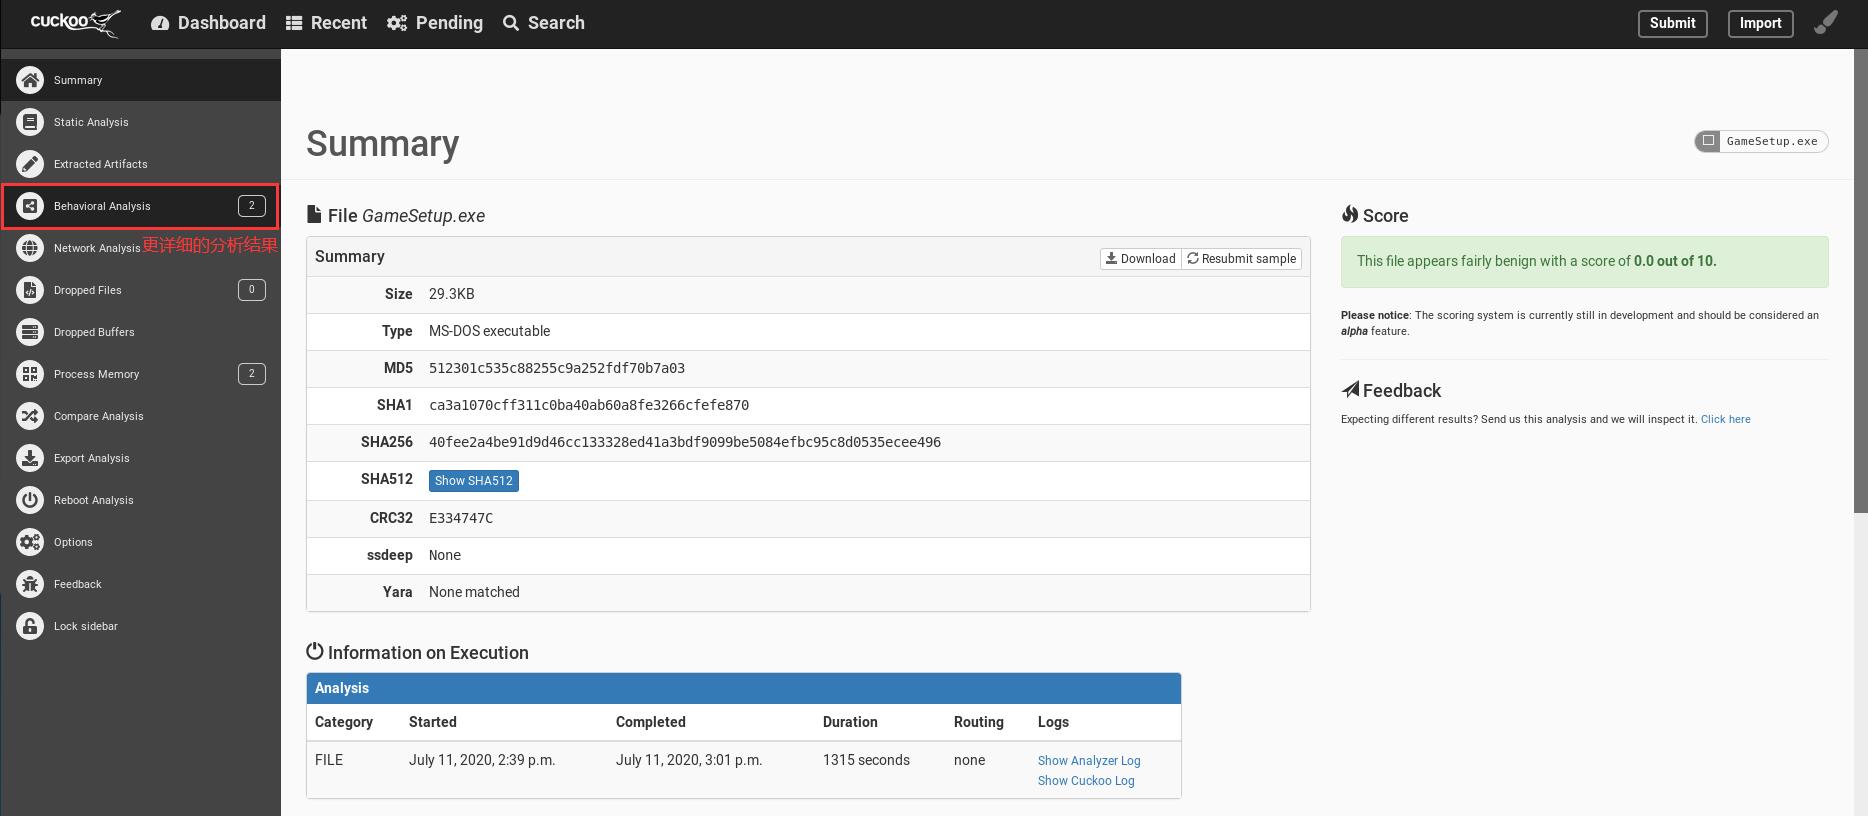 cuckoo Dashboard Recent Pending Search Submit Import
Summary
Static Analysis
Extracted Artifacts
Behavioral Analysis 2
Network Analysis 更详细的分析结果
Dropped Files 0
Dropped Buffers
Process Memory 2
Compare Analysis
Export Analysis
Reboot Analysis
Options
Feedback
Lock sidebar
Summary
GameSetup.exe
File GameSetup.exe
Summary Download Resubmit sample
Size 29.3KB
Type MS-DOS executable
MD5 512301c535c88255c9a252fdf70b7a03
SHA1 ca3a1070cff311c0ba40ab60a8fe3266cfefe870
SHA256 40fee2a4be91d9d46cc133328ed41a3bdf9099be5084efbc95c8d0535ecee496
SHA512 Show SHA512
CRC32 E334747C
ssdeep None
Yara None matched
Score
This file appears fairly benign with a score of 0.0 out of 10.
Please notice: The scoring system is currently still in development and should be considered an
alpha feature.
Feedback
Expecting different results? Send us this analysis and we will inspect it. Click here
Information on Execution
Analysis
Category Started Completed Duration Routing Logs
FILE July 11, 2020, 2:39 p.m. July 11, 2020, 3:01 p.m. 1315 seconds none Show Analyzer Log
Show Cuckoo Log